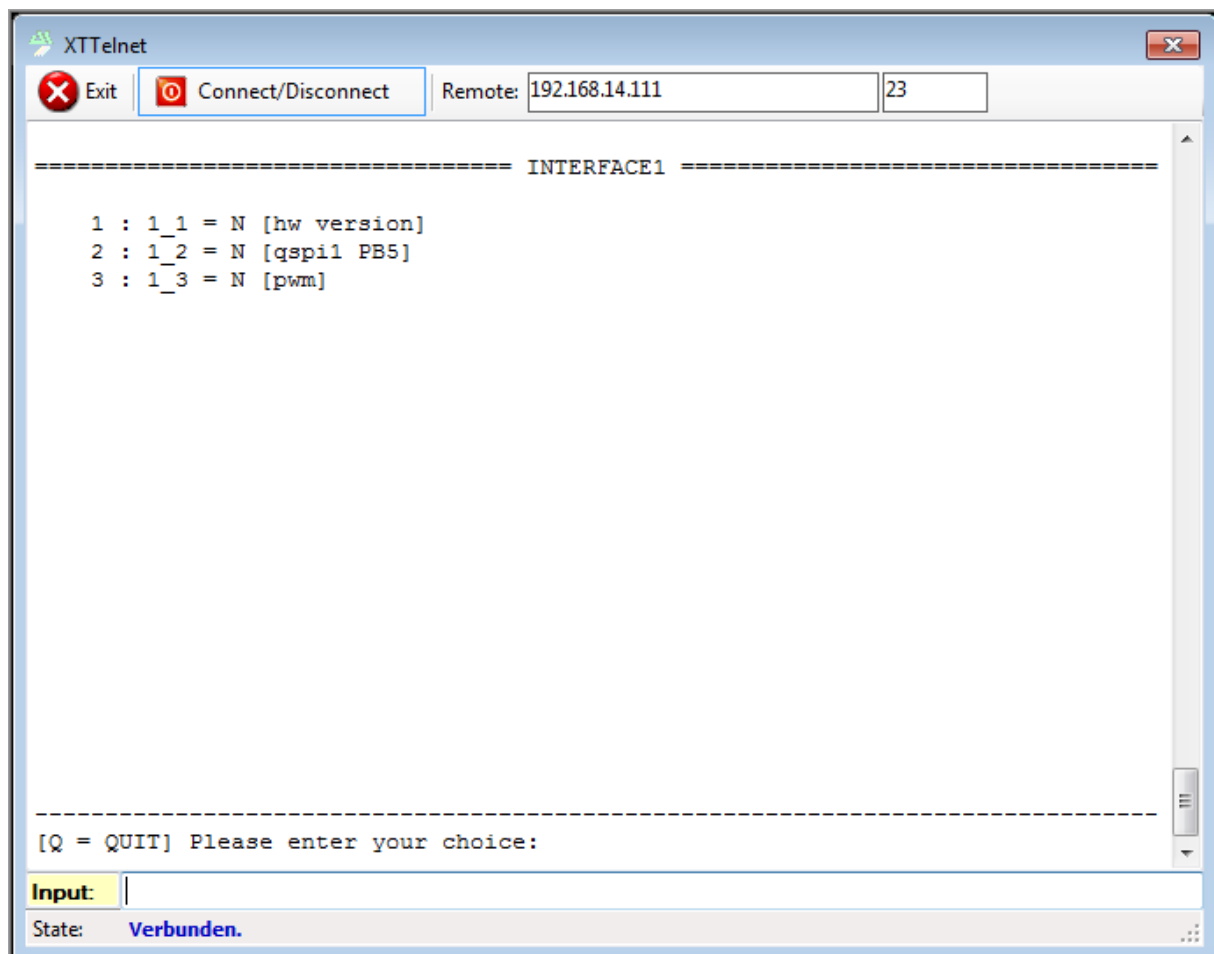 XTTelnet
Exit Connect/Disconnect Remote: 192.168.14.111 23
================================== INTERFACE1 ==================================
1 : 1_1 = N [hw version]
2 : 1_2 = N [qspi1 PB5]
3 : 1_3 = N [pwm]
--------------------------------------------------------------------------------
[Q = QUIT] Please enter your choice:
Input:
State: Verbunden.